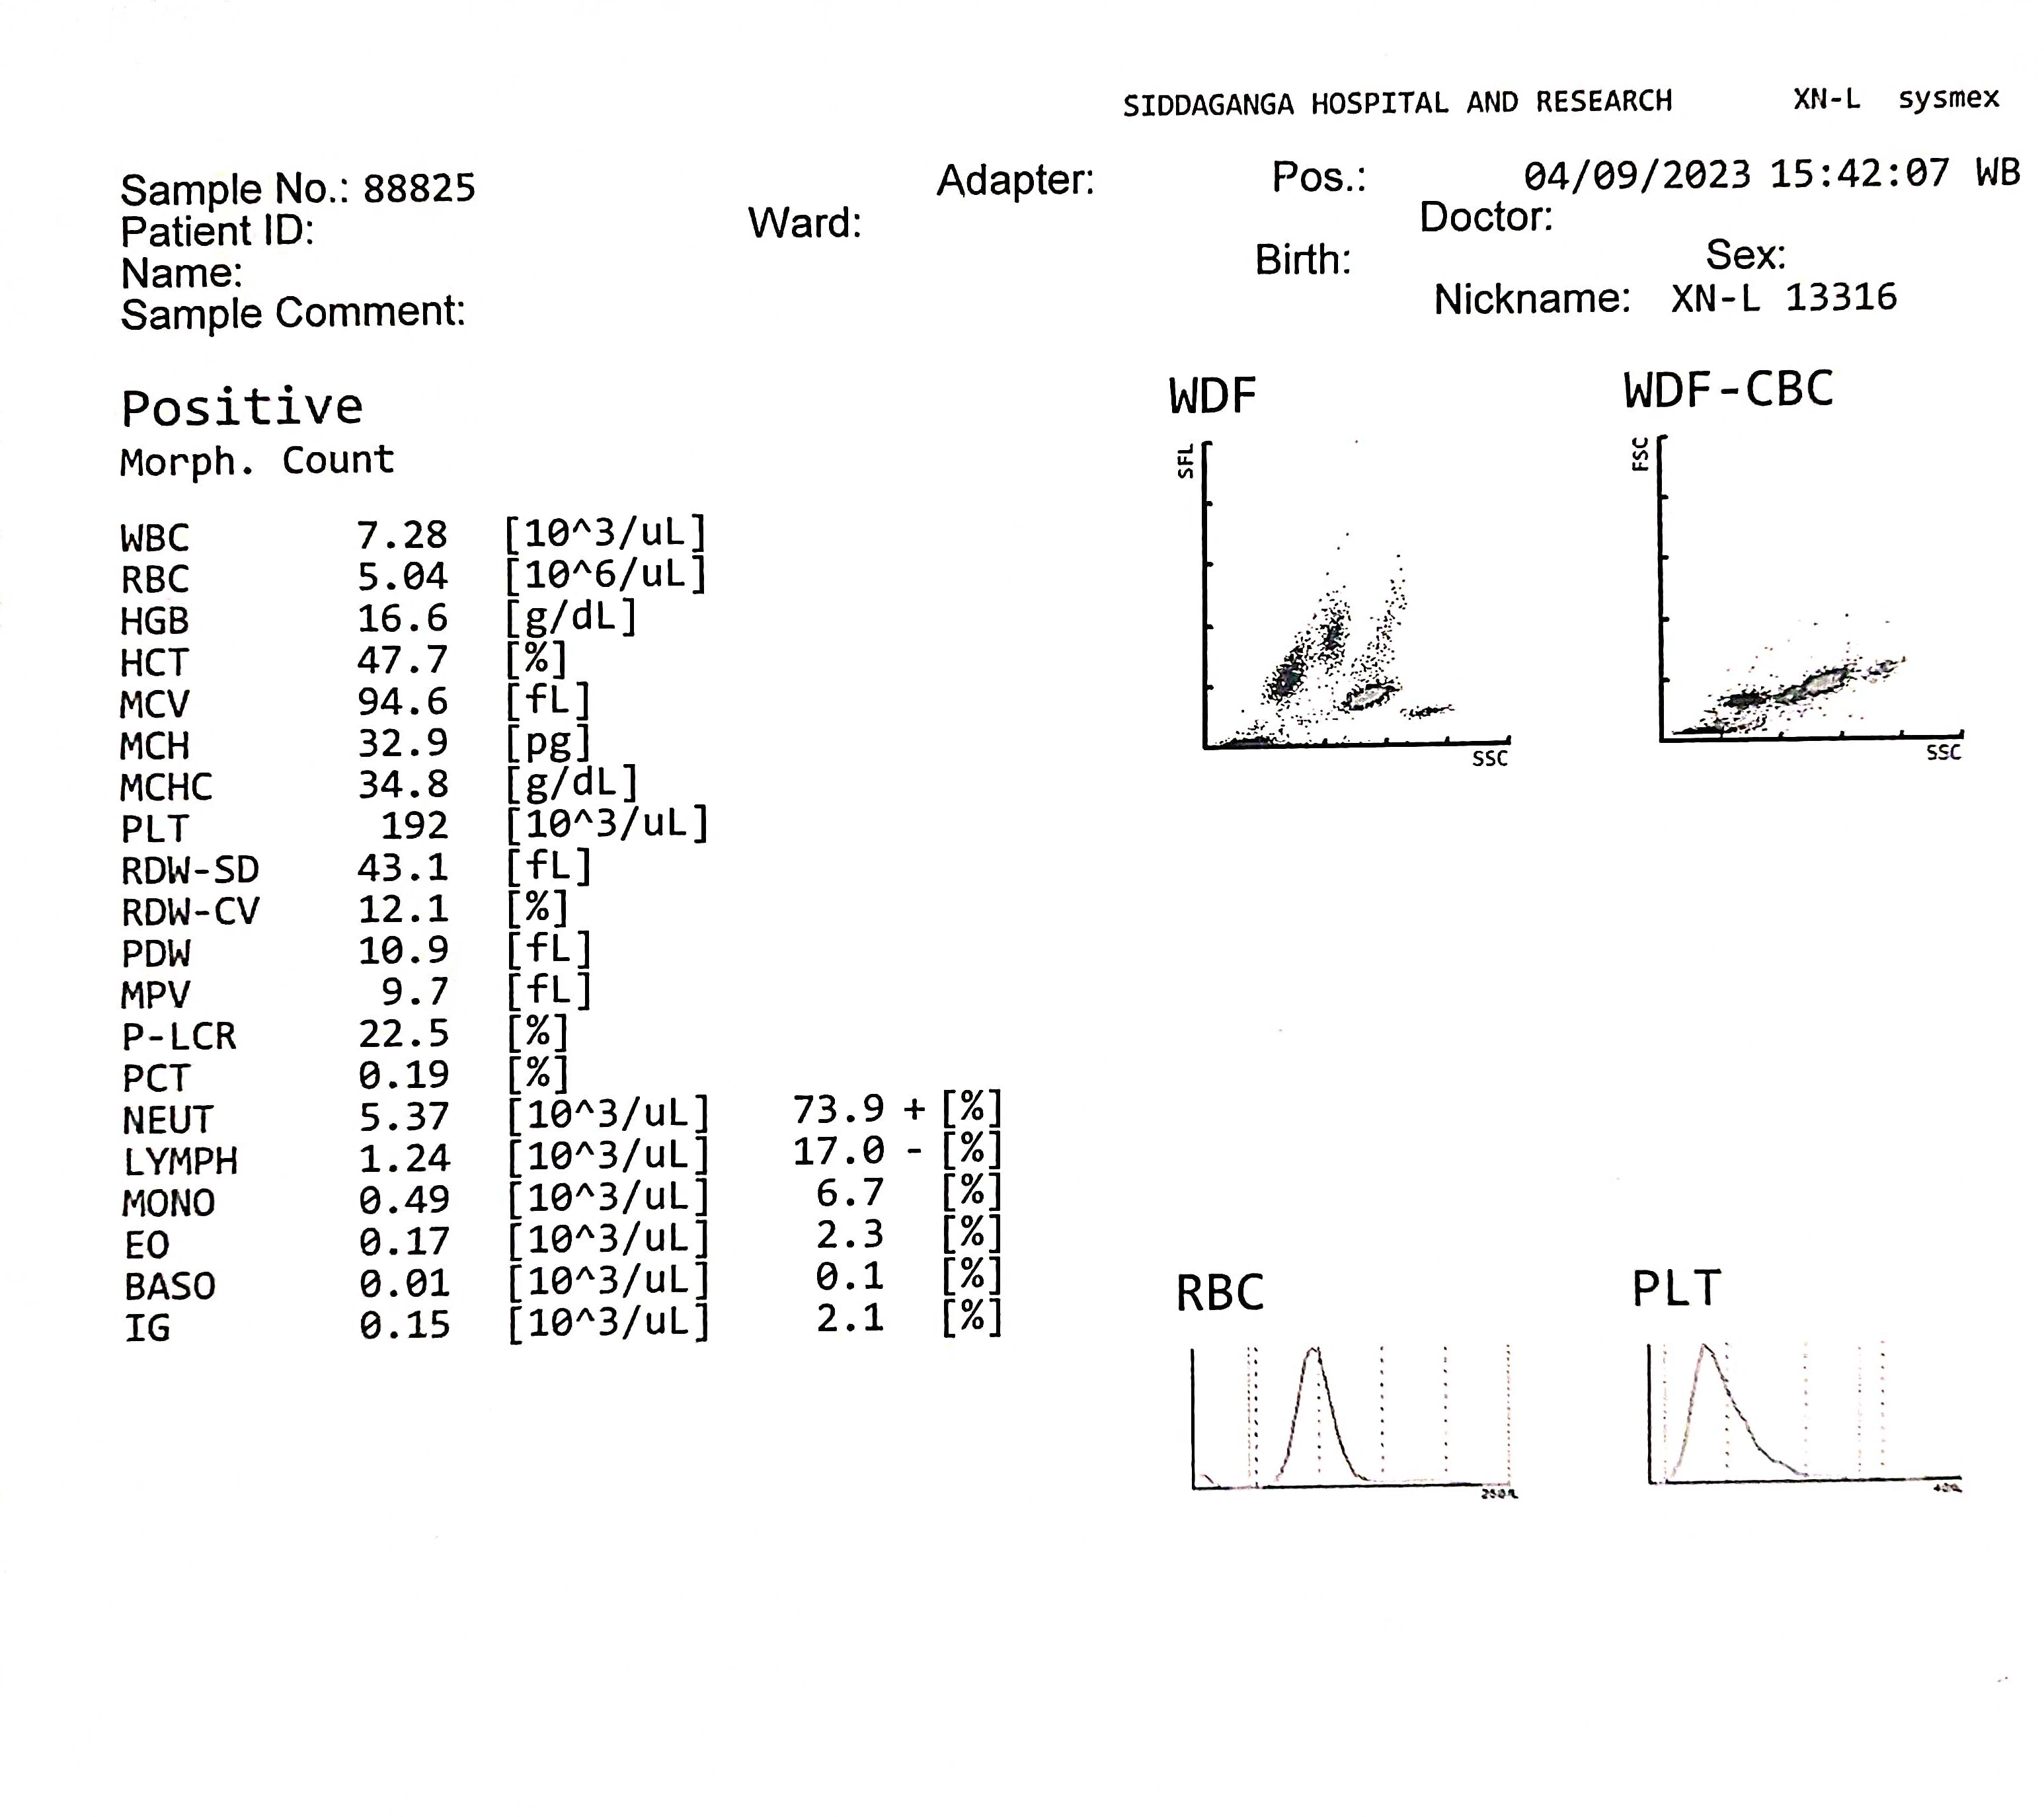 SIDDAGANGA HOSPITAL AND RESEARCH XN-L sysmex
Sample No.: 88825 Adapter: Pos.: 04/09/2023 15:42:07 WB
Patient ID: Ward: Doctor:
Name: Birth: Sex:
Sample Comment: Nickname: XN-L 13316
Positive
Morph. Count
WBC 7.28 [10^3/uL]
RBC 5.04 [10^6/uL]
HGB 16.6 [g/dL]
HCT 47.7 [%]
MCV 94.6 [fL]
MCH 32.9 [pg]
MCHC 34.8 [g/dL]
PLT 192 [10^3/uL]
RDW-SD 43.1 [fL]
RDW-CV 12.1 [%]
PDW 10.9 [fL]
MPV 9.7 [fL]
P-LCR 22.5 [%]
PCT 0.19 [%]
NEUT 5.37 [10^3/uL] 73.9 + [%]
LYMPH 1.24 [10^3/uL] 17.0 - [%]
MONO 0.49 [10^3/uL] 6.7 [%]
EO 0.17 [10^3/uL] 2.3 [%]
BASO 0.01 [10^3/uL] 0.1 [%]
IG 0.15 [10^3/uL] 2.1 [%]
WDF
SFL
SSC
WDF-CBC
FSC
SSC
RBC
PLT